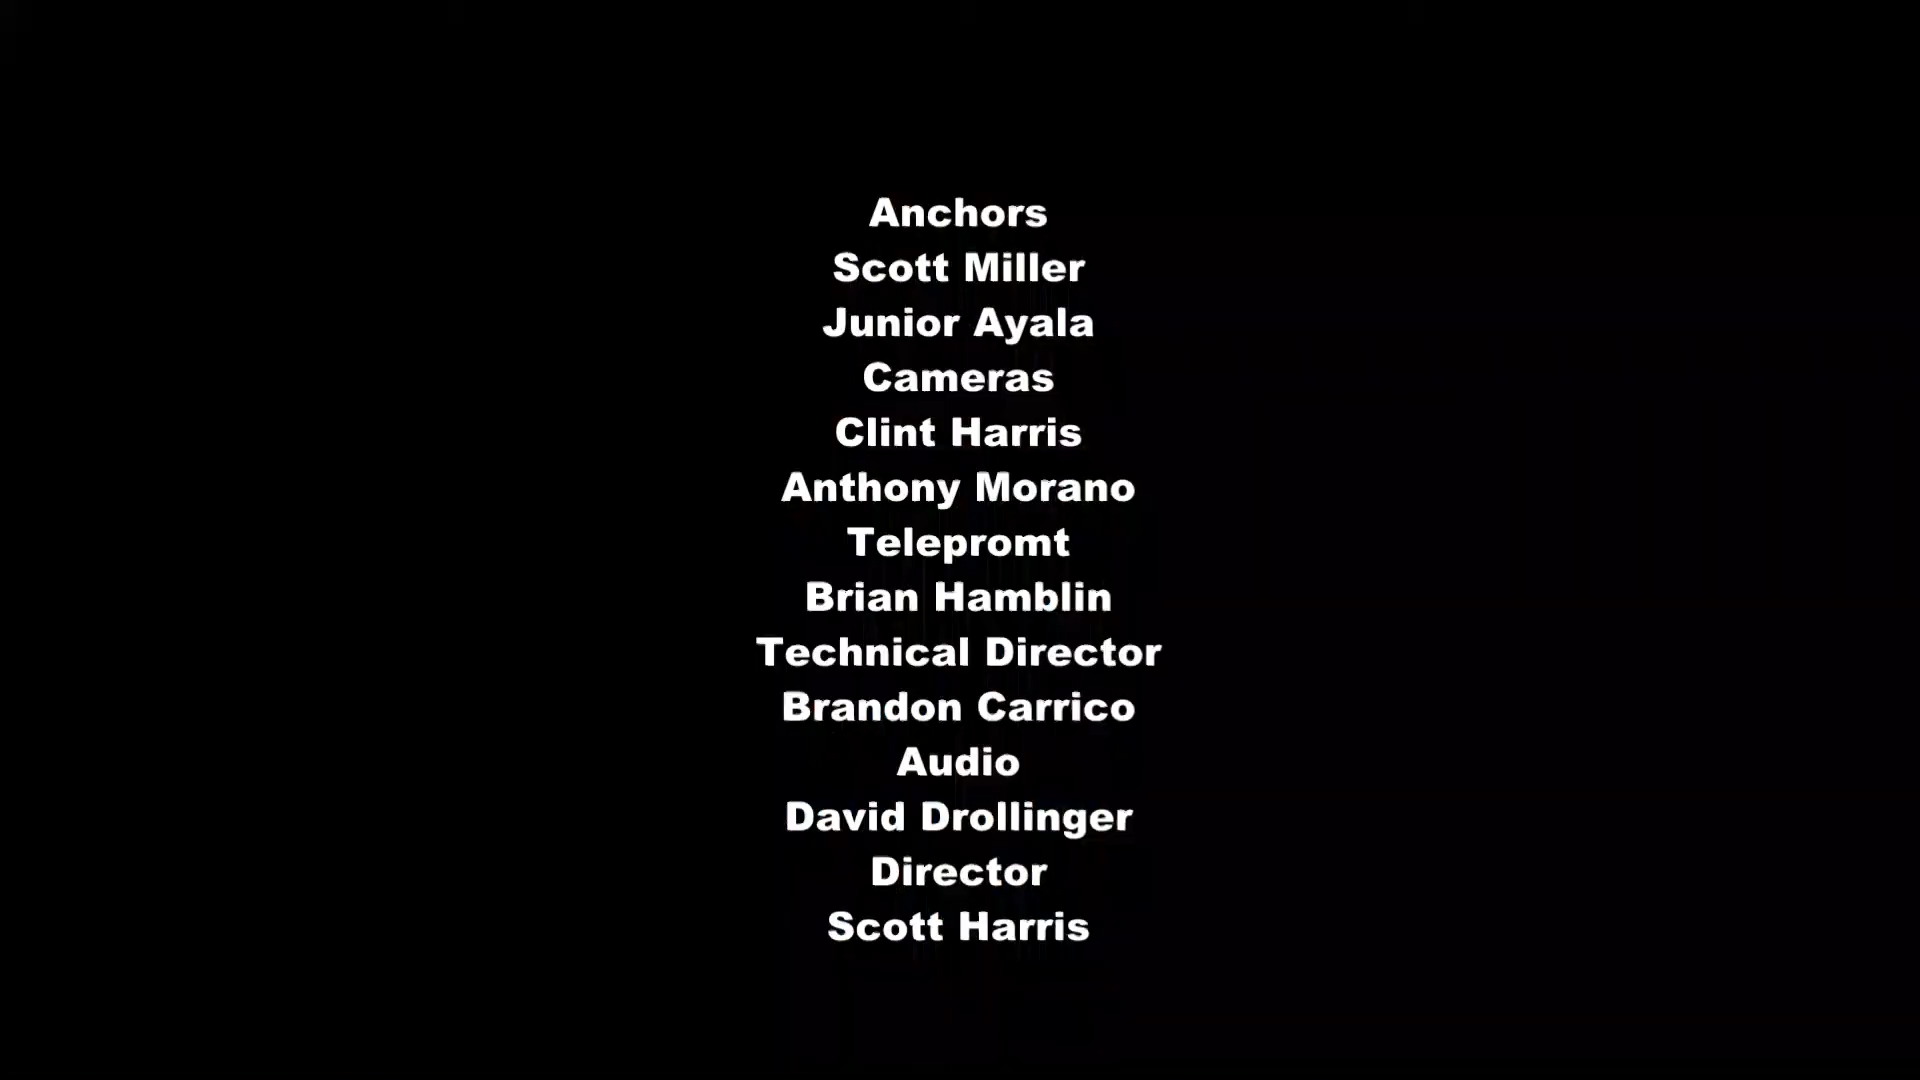 Anchors
Scott Miller
Junior Ayala
Cameras
Clint Harris
Anthony Morano
Telepromt
Brian Hamblin
Technical Director
Brandon Carrico
Audio
David Drollinger
Director
Scott Harris